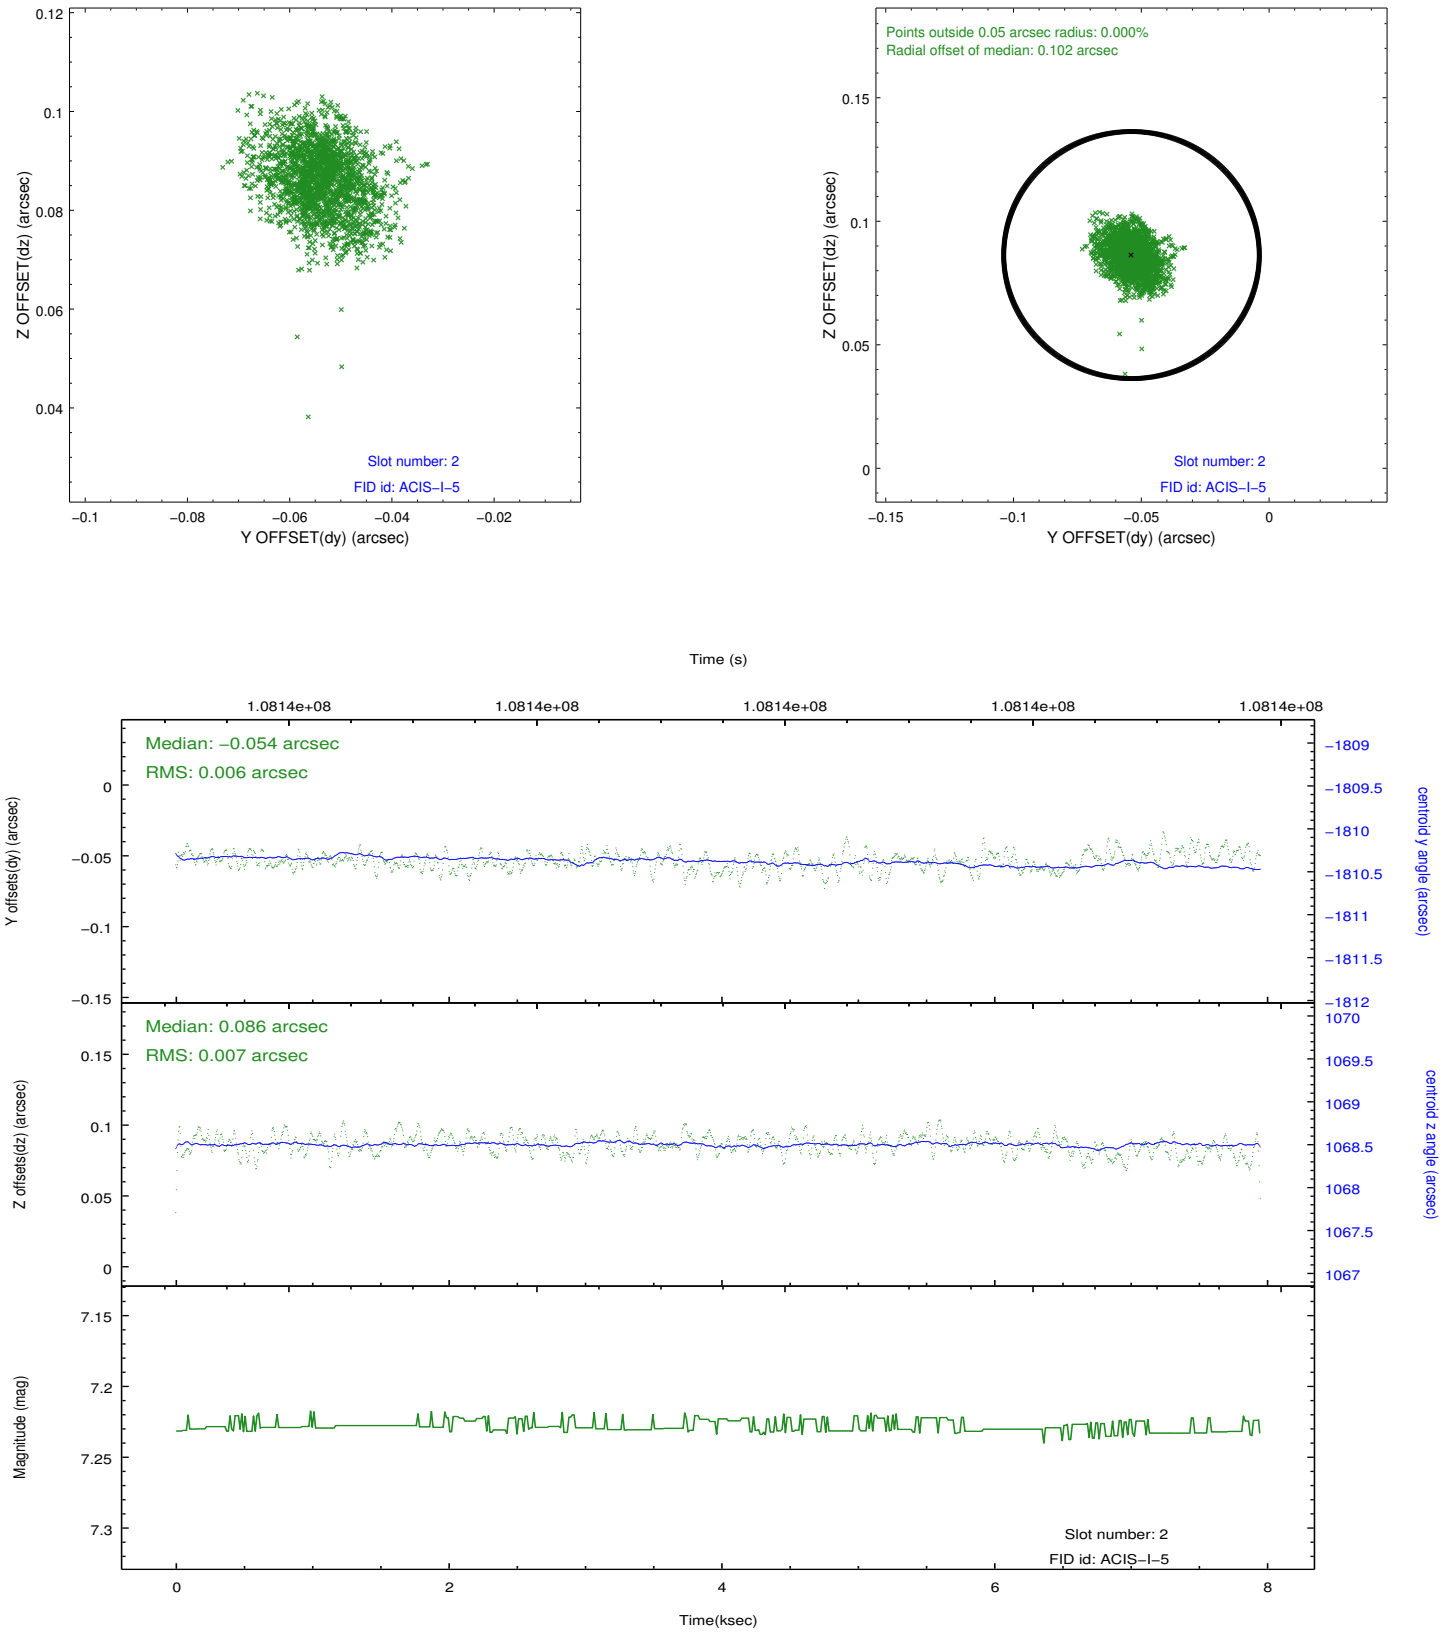 0.12
0.1
0.08
0.06
0.04
Z OFFSET(dz) (arcsec)
Slot number: 2
FID id: ACIS−I−5
−0.1 −0.08 −0.06 −0.04 −0.02
Y OFFSET(dy) (arcsec)
Points outside 0.05 arcsec radius: 0.000%
Radial offset of median: 0.102 arcsec
0.15
0.1
0.05
0
Z OFFSET(dz) (arcsec)
Slot number: 2
FID id: ACIS−I−5
−0.15 −0.1 −0.05 0
Y OFFSET(dy) (arcsec)
Time (s)
1.0814e+08 1.0814e+08 1.0814e+08 1.0814e+08 1.0814e+08
Median: −0.054 arcsec
RMS: 0.006 arcsec
0
−0.05
−0.1
−0.15
Y offsets(dy) (arcsec)
−1809
−1809.5
−1810
−1810.5
−1811
−1811.5
−1812
centroid y angle (arcsec)
Median: 0.086 arcsec
RMS: 0.007 arcsec
0.15
0.1
0.05
0
Z offsets(dz) (arcsec)
1070
1069.5
1069
1068.5
1068
1067.5
1067
centroid z angle (arcsec)
7.15
7.2
7.25
7.3
Magnitude (mag)
Slot number: 2
FID id: ACIS−I−5
0 2 4 6 8
Time(ksec)